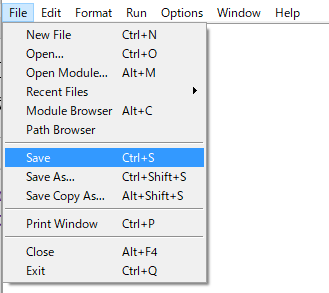 File Edit Format Run Options Window Help
New File Ctrl+N
Open... Ctrl+O
Open Module... Alt+M
Recent Files
Module Browser Alt+C
Path Browser
Save Ctrl+S
Save As... Ctrl+Shift+S
Save Copy As... Alt+Shift+S
Print Window Ctrl+P
Close Alt+F4
Exit Ctrl+Q